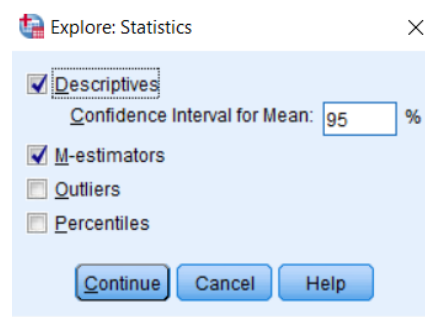 Explore: Statistics
Descriptives
Confidence Interval for Mean: 95 %
M-estimators
Outliers
Percentiles
Continue Cancel Help